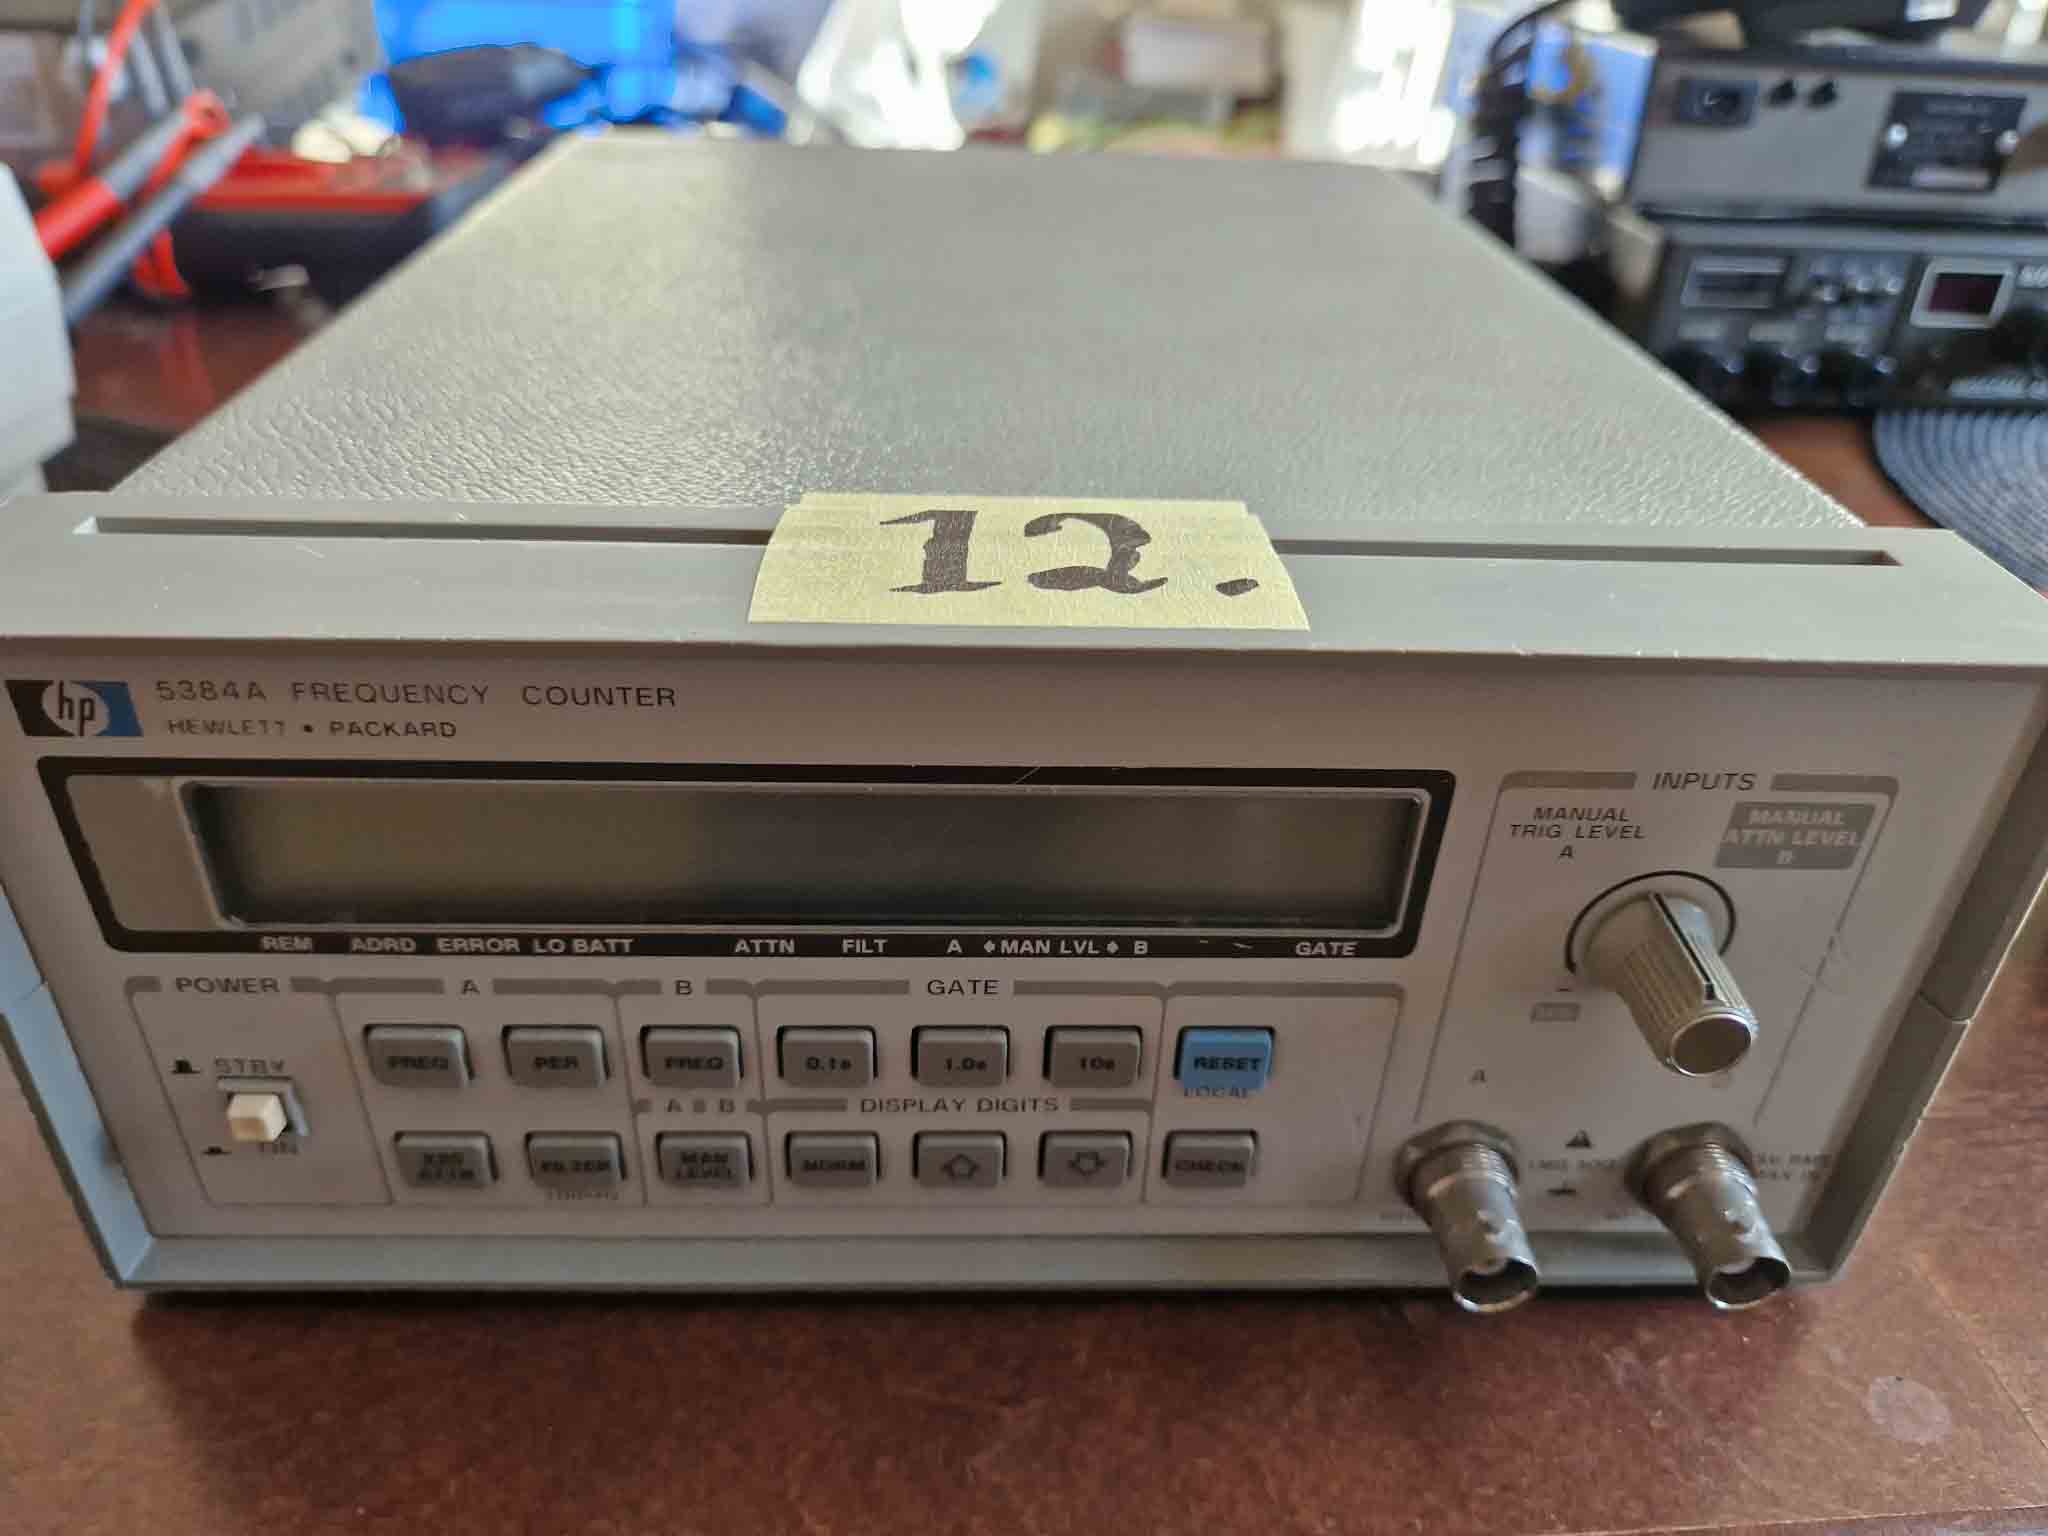 12.
hp
5384A FREQUENCY COUNTER
HEWLETT • PACKARD
INPUTS
MANUAL
TRIG LEVEL
A
MANUAL
ATTN LEVEL
B
REM ADRD ERROR LO BATT ATTN FILT A MAN LVL B GATE
POWER A B GATE
STBY
FREQ PER FREQ 0.1s 1.0s 10s RESET
LOCAL
A
A B DISPLAY DIGITS
ATTN FILTER MAN
LEVEL NORM CHECK